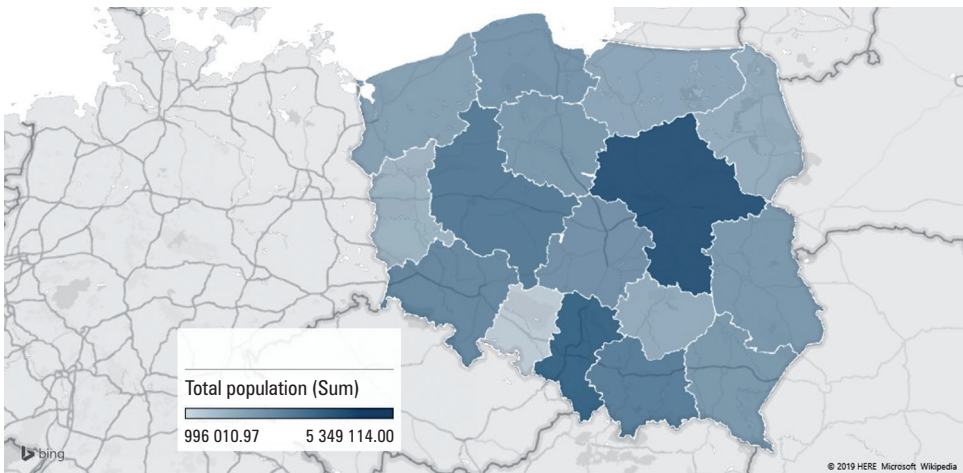 Total population (Sum)
996 010.97 5 349 114.00
bing
© 2019 HERE Microsoft Wikipedia